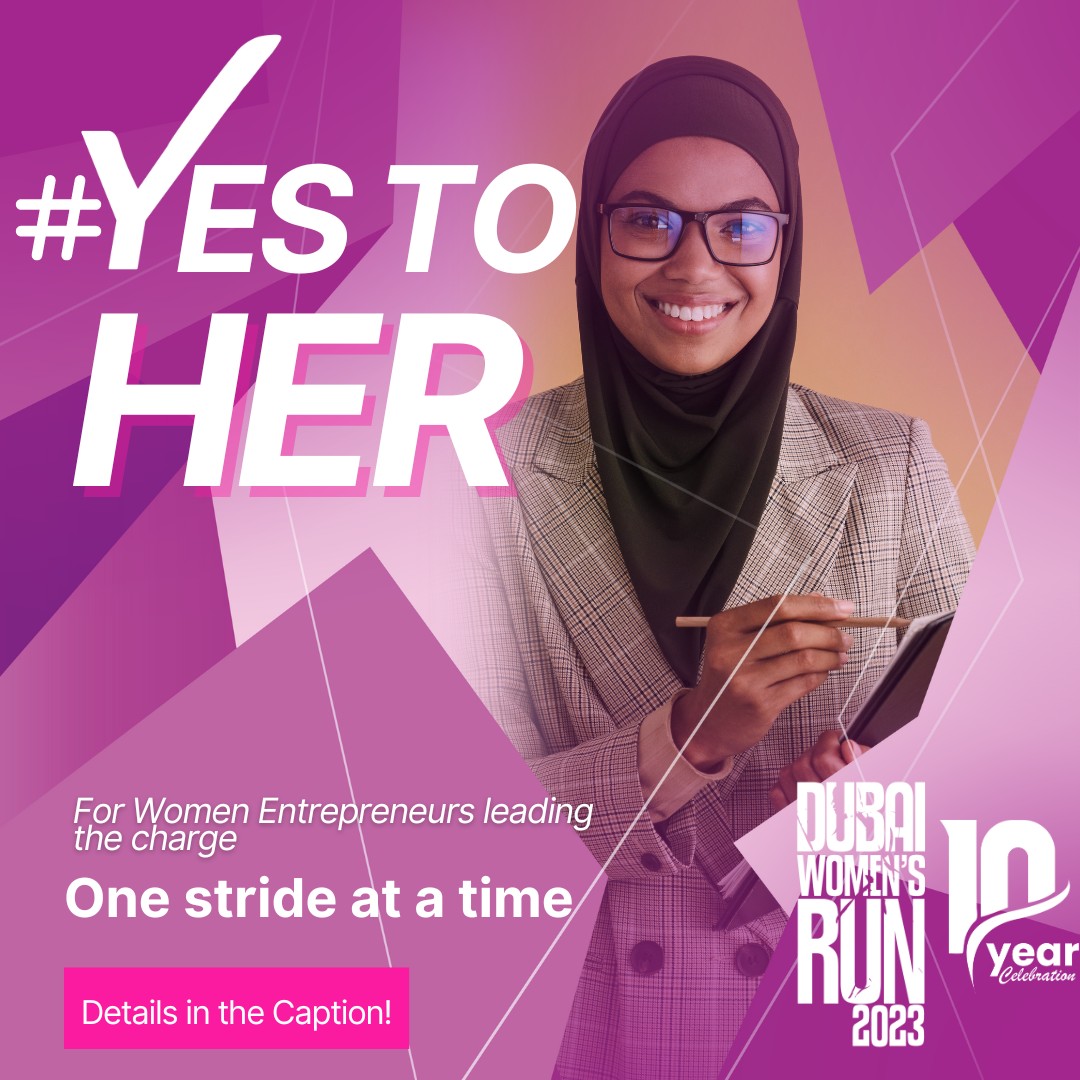 #YES TO
HER
For Women Entrepreneurs leading
the charge
One stride at a time
Details in the Caption!
DUBAI
WOMEN'S
RUN
2023
10
year
Celebration